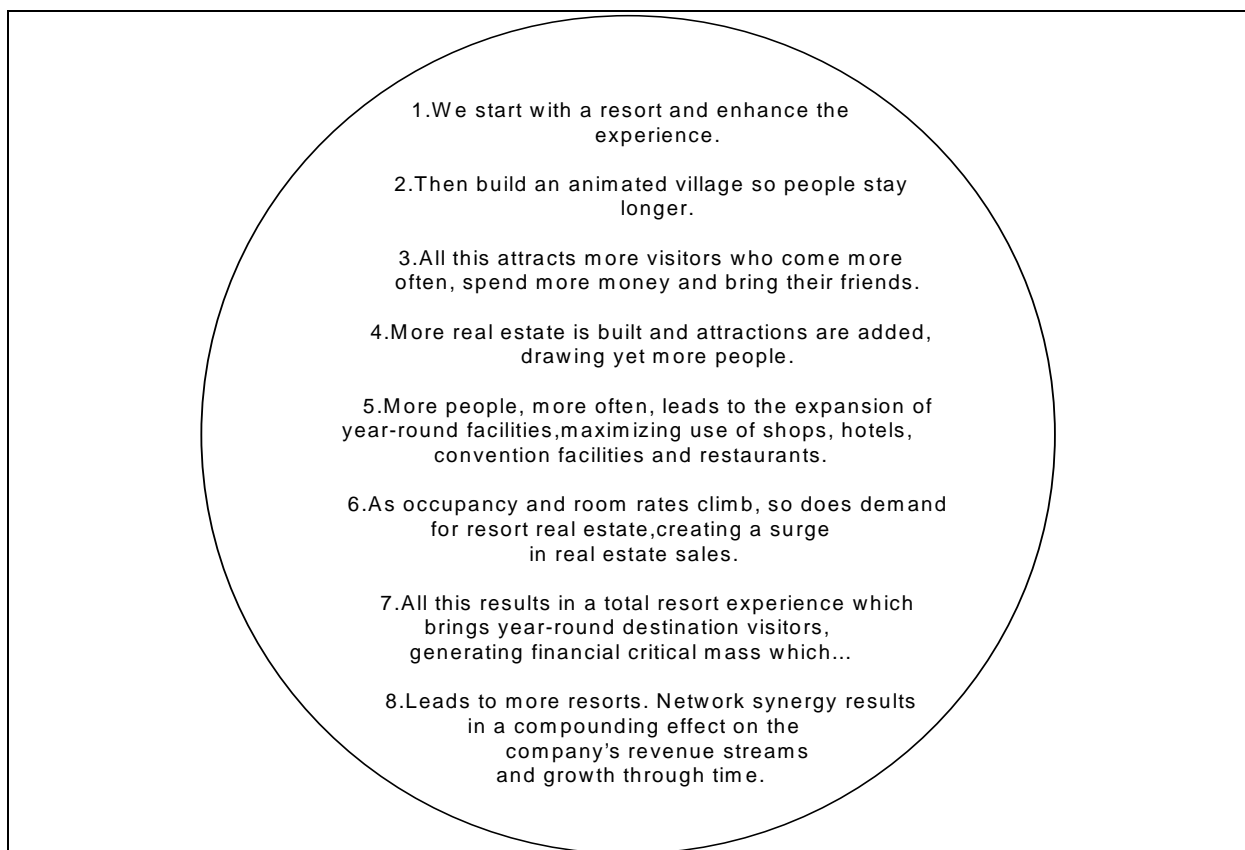 1.We start with a resort and enhance the
experience.
2.Then build an animated village so people stay
longer.
3.All this attracts more visitors who come more
often, spend more money and bring their friends.
4.More real estate is built and attractions are added,
drawing yet more people.
5.More people, more often, leads to the expansion of
year-round facilities,maximizing use of shops, hotels,
convention facilities and restaurants.
6.As occupancy and room rates climb, so does demand
for resort real estate,creating a surge
in real estate sales.
7.All this results in a total resort experience which
brings year-round destination visitors,
generating financial critical mass which...
8.Leads to more resorts. Network synergy results
in a compounding effect on the
company's revenue streams
and growth through time.